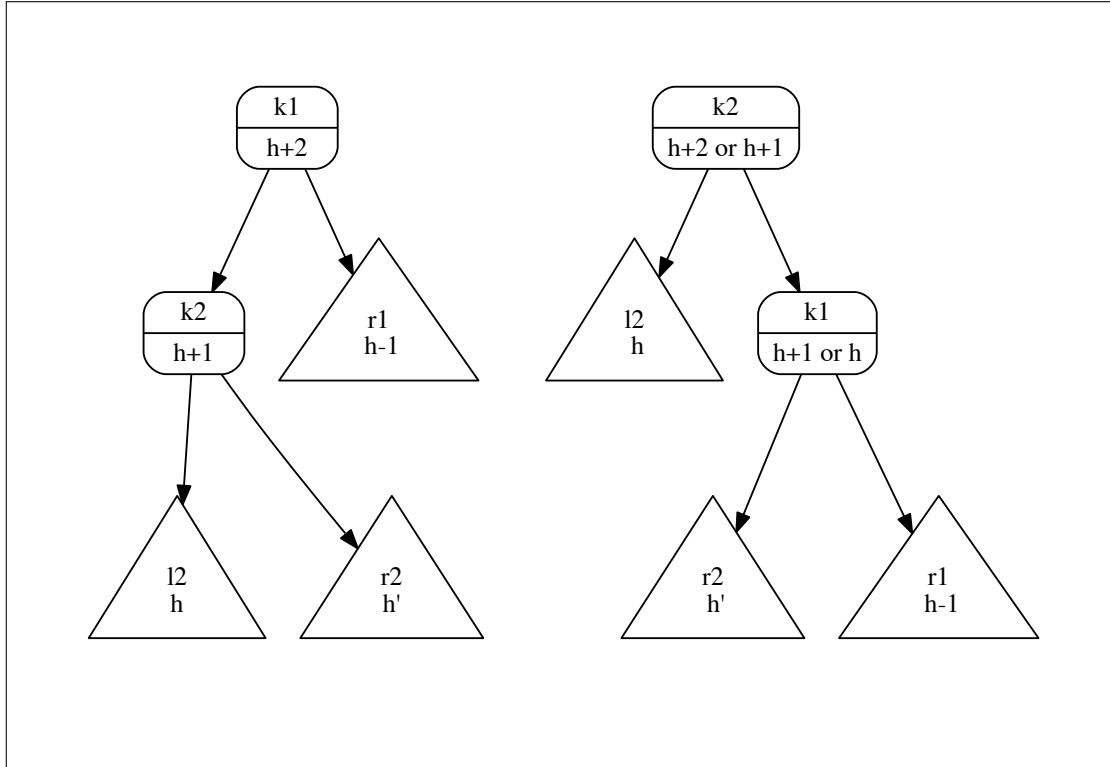 k1
h+2
k2
h+2 or h+1
k2
h+1
r1
h-1
l2
h
k1
h+1 or h
l2
h
r2
h'
r2
h'
r1
h-1